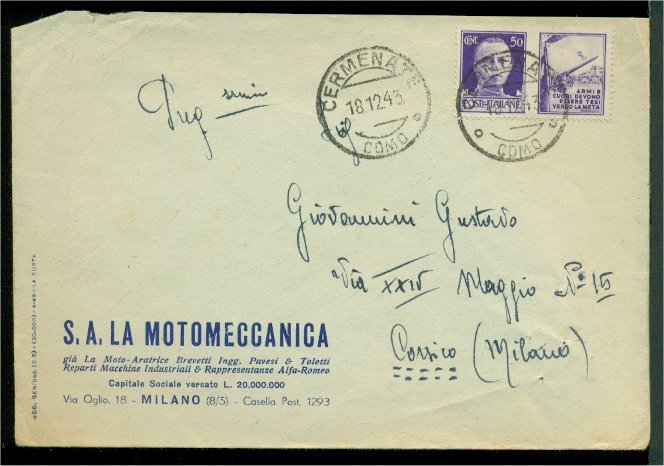 CERMENATE
18.12.43
COMO
CENT. 50
POSTE ITALIANE
ARMI E
CUORI DEVONO
ESSERE TESI
VERSO LA META
COMO
Giovannini Gustavo
Via XXIV Maggio N° 15
Corsico (Milano)
S. A. LA MOTOMECCANICA
già La Moto-Aratrice Brevetti Ingg. Pavesi & Tolotti
Reparti Macchine Industriali & Rappresentanze Alfa-Romeo
Capitale Sociale versato L. 20.000.000
Via Oglio, 18 - MILANO (8/5) - Casella Post. 1293